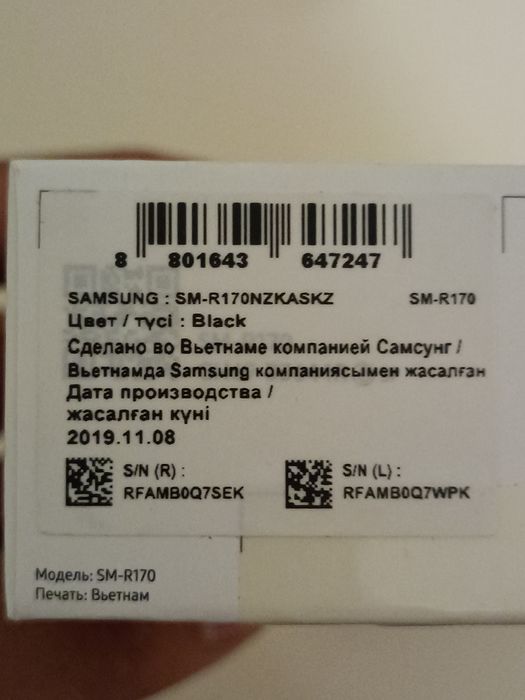 8 801643 647247
SAMSUNG : SM-R170NZKASKZ SM-R170
Цвет / түсі : Black
Сделано во Вьетнаме компанией Самсунг /
Вьетнамда Samsung компаниясымен жасалған
Дата производства /
жасалған күні
2019.11.08
S/N (R) : S/N (L) :
RFAMB0Q7SEK RFAMB0Q7WPK
Модель: SM-R170
Печать: Вьетнам